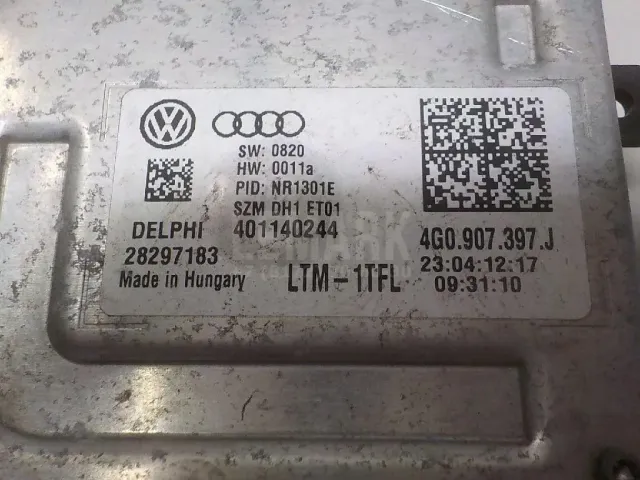 SW: 0820
HW: 0011a
PID: NR1301E
SZM DH1 ET01
DELPHI 401140244
28297183
Made in Hungary
LTM-1TFL
4G0.907.397.J
23:04:12:17
09:31:10